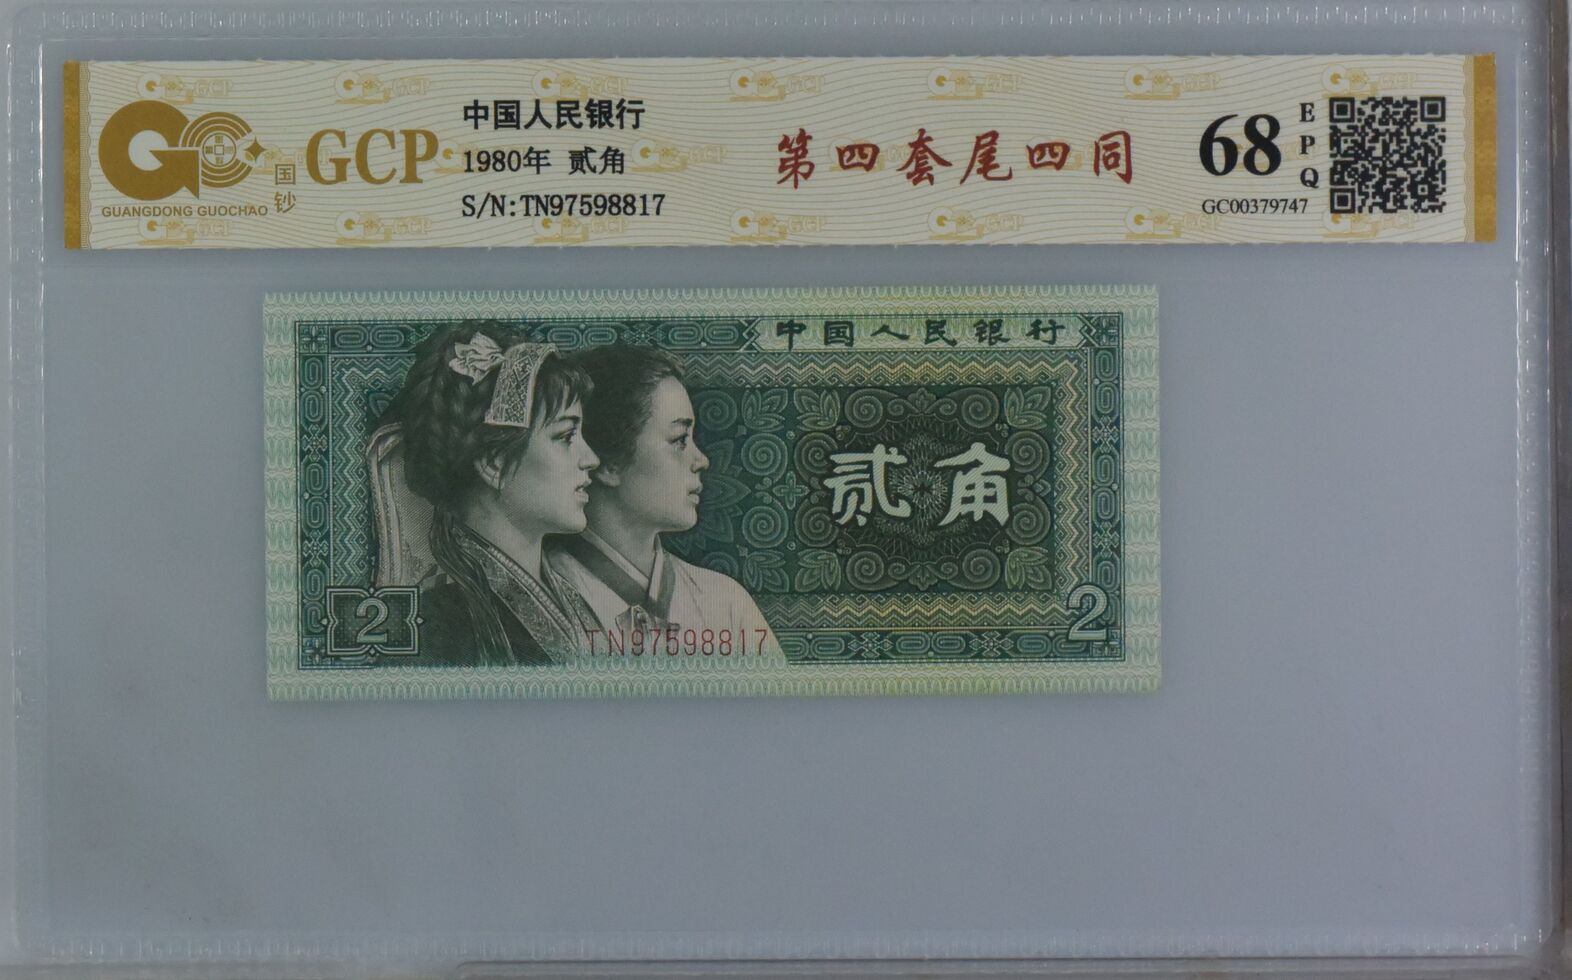 GCP
国钞
GUANGDONG GUOCHAO
中国人民银行
1980年 贰角
S/N:TN97598817
第四套尾四同
68
EPQ
GC00379747
中国人民银行
贰角
2
2
TN97598817